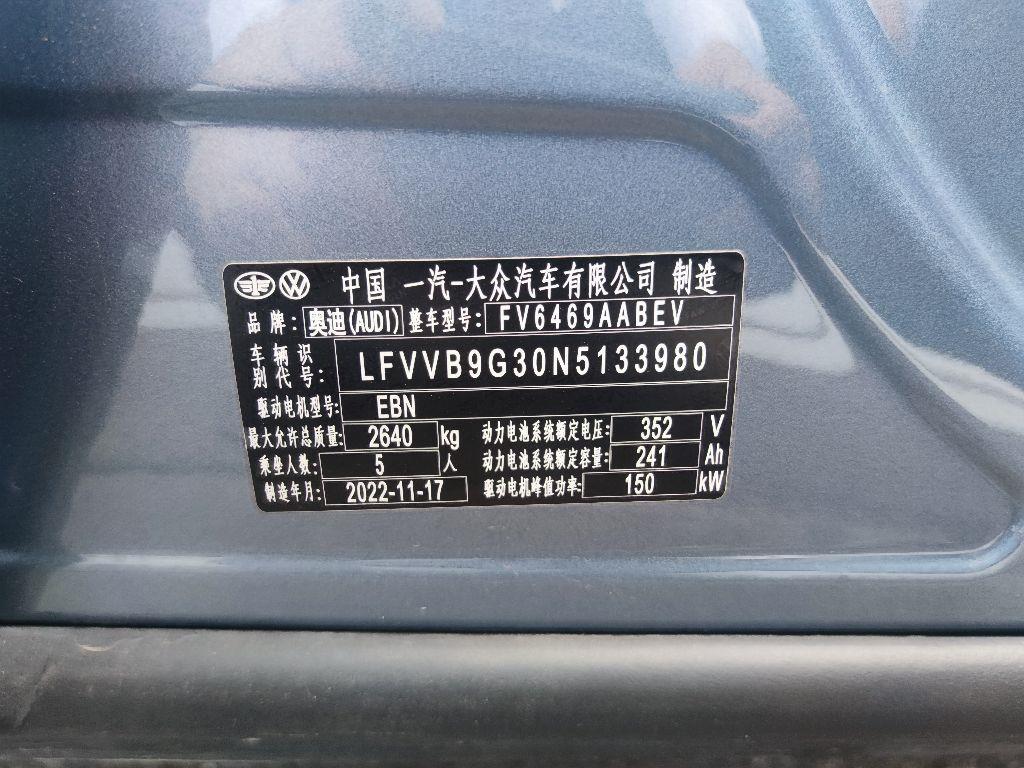 中国 一汽-大众汽车有限公司 制造
品牌: 奥迪(AUDI) 整车型号: FV6469AABEV
车辆识别代号: LFVVB9G30N5133980
驱动电机型号: EBN
最大允许总质量: 2640 kg 动力电池系统额定电压: 352 V
乘坐人数: 5 人 动力电池系统额定容量: 241 Ah
制造年月: 2022-11-17 驱动电机峰值功率: 150 kW